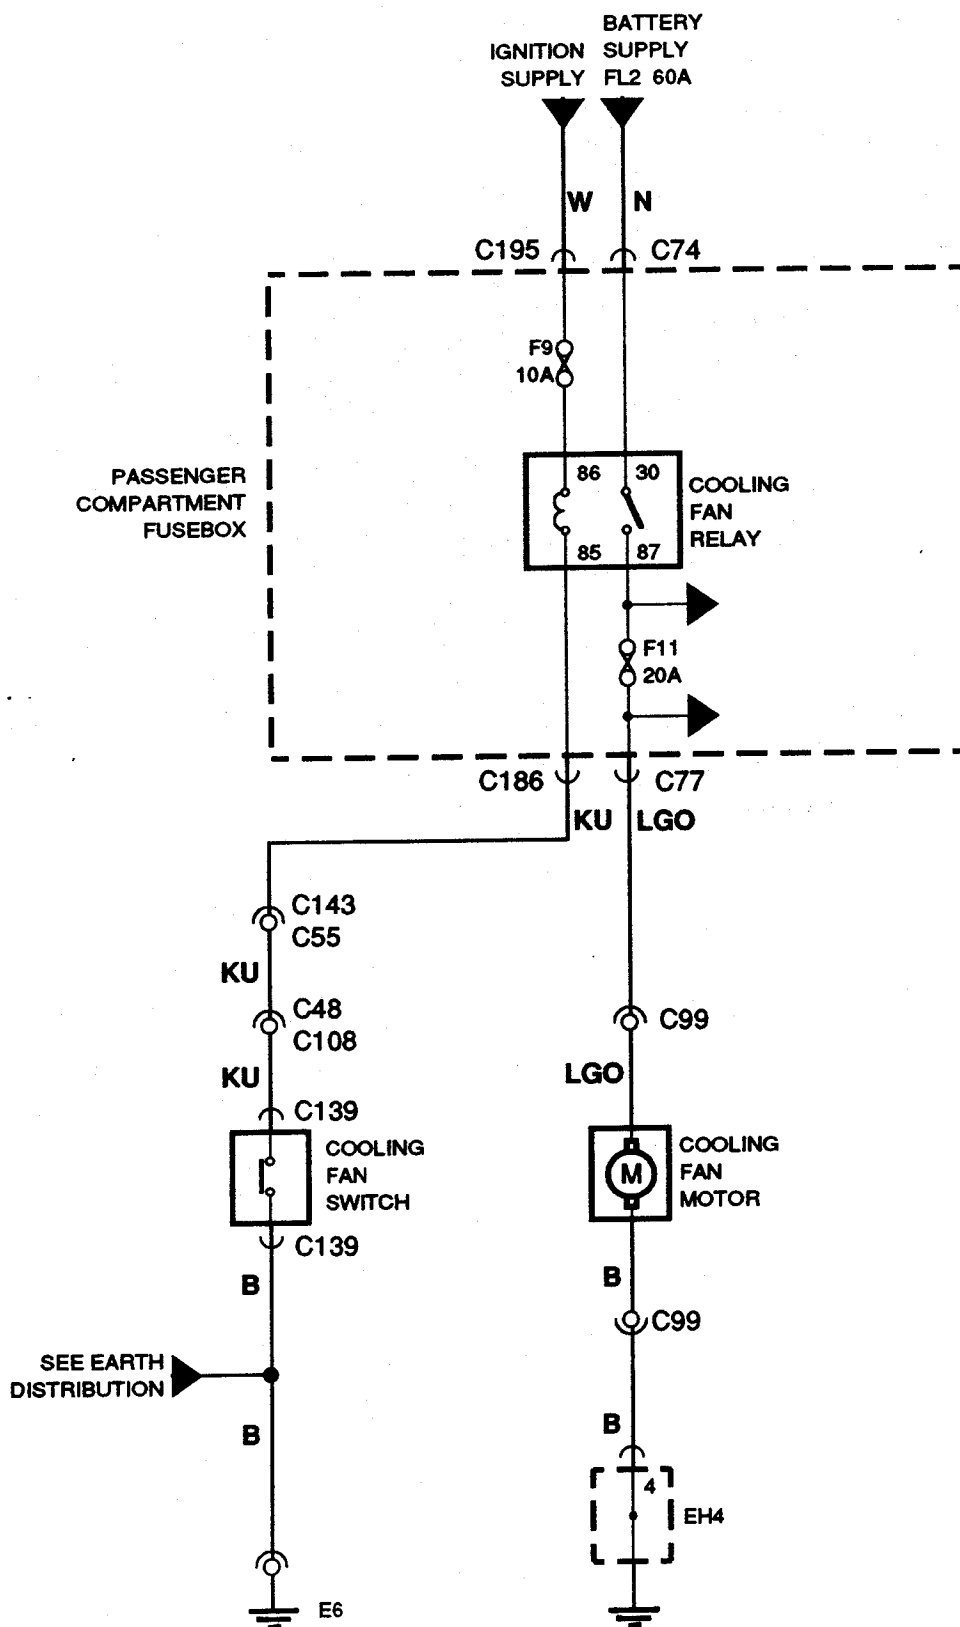 BATTERY
IGNITION SUPPLY
SUPPLY FL2 60A
W N
C195 C74
F9
10A
86 30
PASSENGER
COMPARTMENT
FUSEBOX
COOLING
FAN
RELAY
85 87
F11
20A
C186 C77
KU LGO
C143
C55
KU
C48
C108
C99
KU
LGO
C139
COOLING
FAN
SWITCH
COOLING
FAN
MOTOR
M
C139
B
B
C99
SEE EARTH
DISTRIBUTION
B
B
4
EH4
E6